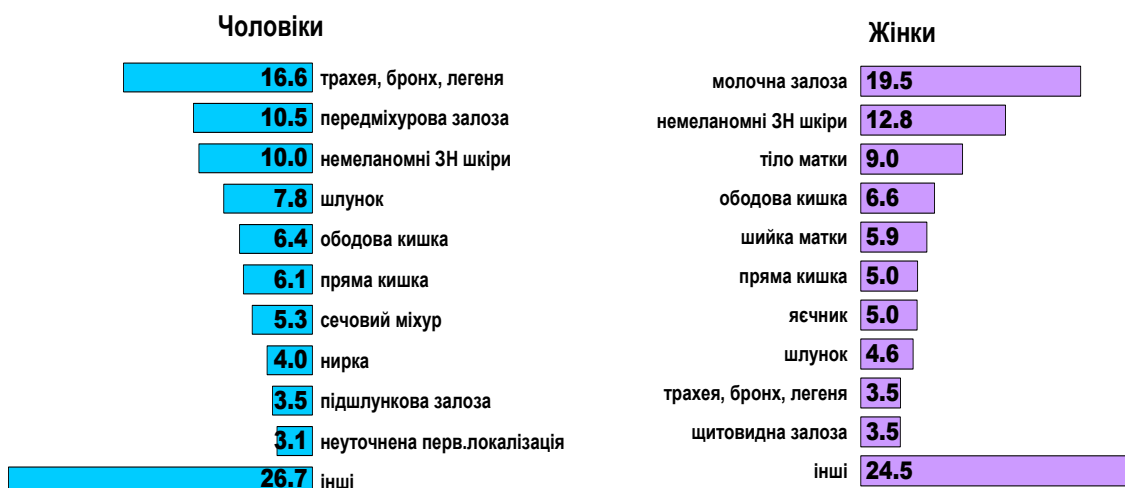 Чоловіки
16.6 трахея, бронх, легеня
10.5 передміхурова залоза
10.0 немеланомні ЗН шкіри
7.8 шлунок
6.4 ободова кишка
6.1 пряма кишка
5.3 сечовий міхур
4.0 нирка
3.5 підшлункова залоза
3.1 неуточнена перв.локалізація
26.7 інші
Жінки
молочна залоза 19.5
немеланомні ЗН шкіри 12.8
тіло матки 9.0
ободова кишка 6.6
шийка матки 5.9
пряма кишка 5.0
яєчник 5.0
шлунок 4.6
трахея, бронх, легеня 3.5
щитовидна залоза 3.5
інші 24.5